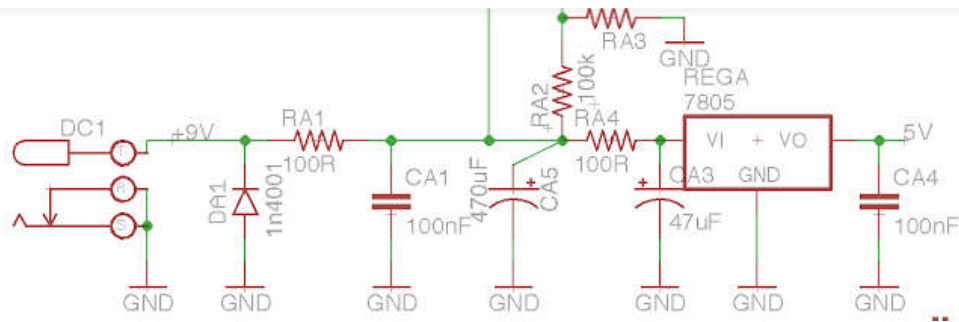 RA3
GND
REGA
7805
DC1
+9V
RA1
100R
RA2
100k
RA4
100R
VI
VO
GND
5V
T
R
S
DA1
1n4001
CA1
100nF
470uF
CA5
CA3
47uF
CA4
100nF
GND
GND
GND
GND
GND
GND
GND